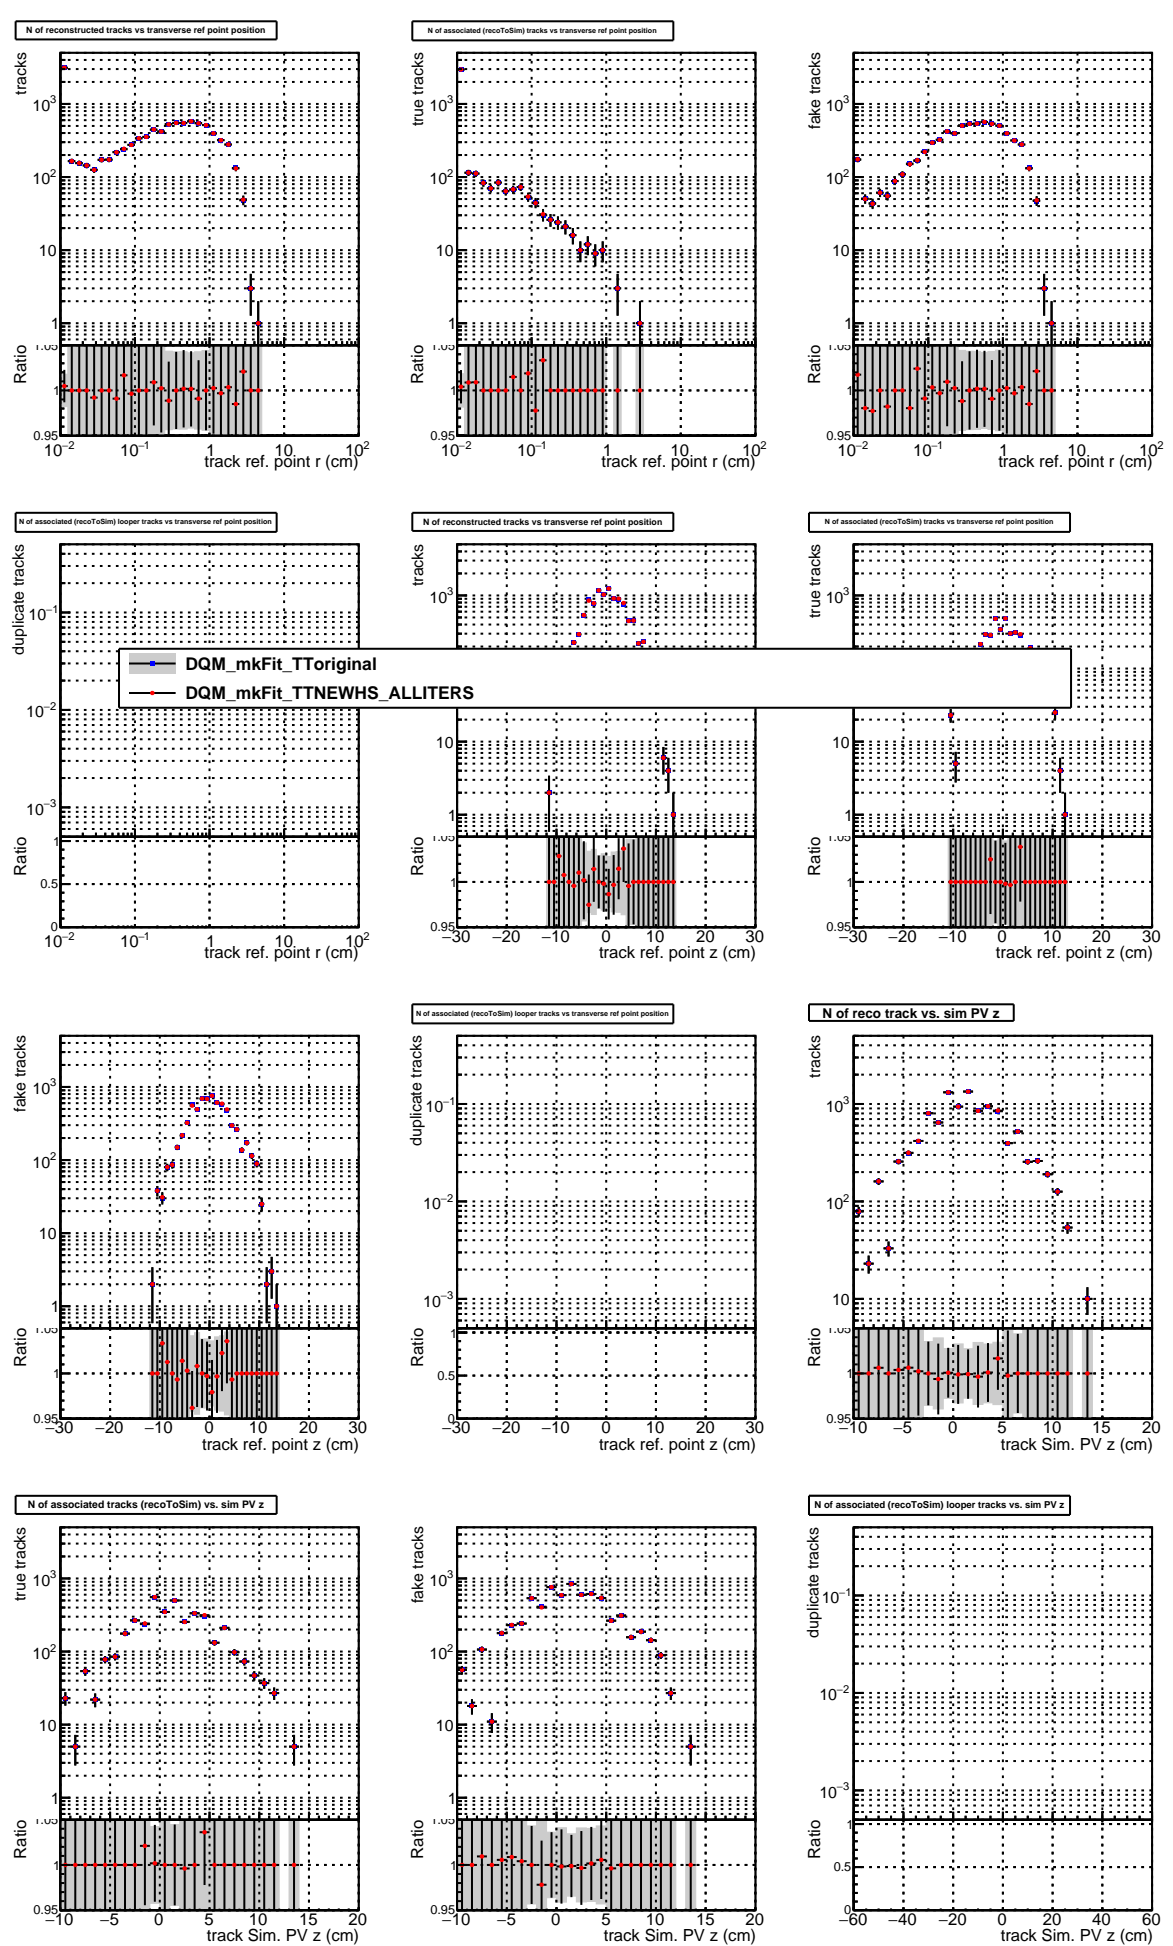 N of reconstructed tracks vs transverse ref point position
tracks
10³
10²
10
1
1.05
Ratio
1
0.95
10⁻² 10⁻¹ 1 10 10²
track ref. point r (cm)
N of associated (recoToSim) tracks vs transverse ref point position
true tracks
10³
10²
10
1
1.05
Ratio
1
0.95
10⁻² 10⁻¹ 1 10 10²
track ref. point r (cm)
fake tracks
10³
10²
10
1
1.05
Ratio
1
0.95
10⁻² 10⁻¹ 1 10 10²
track ref. point r (cm)
N of associated (recoToSim) looper tracks vs transverse ref point position
duplicate tracks
10⁻¹
10⁻²
10⁻³
Ratio
1
0.5
0
10⁻² 10⁻¹ 1 10 10²
track ref. point r (cm)
N of reconstructed tracks vs transverse ref point position
tracks
10³
10
1
1.05
Ratio
1
0.95
−30 −20 −10 0 10 20 30
track ref. point z (cm)
N of associated (recoToSim) tracks vs transverse ref point position
true tracks
10³
10
1
1.05
Ratio
1
0.95
−30 −20 −10 0 10 20 30
track ref. point z (cm)
DQM_mkFit_TToriginal
DQM_mkFit_TTNEWHS_ALLITERS
fake tracks
10³
10²
10
1
1.05
Ratio
1
0.95
−30 −20 −10 0 10 20 30
track ref. point z (cm)
N of associated (recoToSim) looper tracks vs transverse ref point position
duplicate tracks
10⁻¹
10⁻²
10⁻³
Ratio
1
0.5
0
−30 −20 −10 0 10 20 30
track ref. point z (cm)
N of reco track vs. sim PV z
tracks
10³
10²
10
1.05
Ratio
1
0.95
−10 −5 0 5 10 15 20
track Sim. PV z (cm)
N of associated tracks (recoToSim) vs. sim PV z
true tracks
10³
10²
10
1
1.05
Ratio
1
0.95
−10 −5 0 5 10 15 20
track Sim. PV z (cm)
fake tracks
10³
10²
10
1
1.05
Ratio
1
0.95
−10 −5 0 5 10 15 20
track Sim. PV z (cm)
N of associated (recoToSim) looper tracks vs. sim PV z
duplicate tracks
10⁻¹
10⁻²
10⁻³
Ratio
1
0.5
0
−60 −40 −20 0 20 40 60
track Sim. PV z (cm)